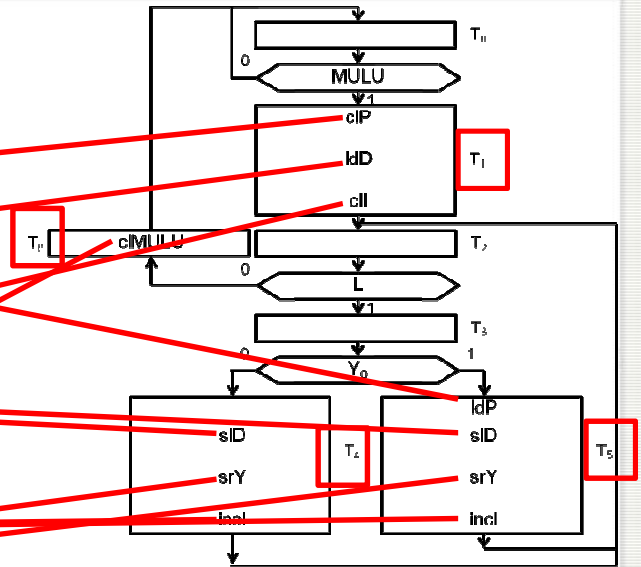 T₀
0
MULU
1
clP
ldD
T₁
clI
clMULU
T₂
0
L
1
T₃
0
Y₀
1
ldP
slD
slD
T₄
T₅
srY
srY
incI
incI